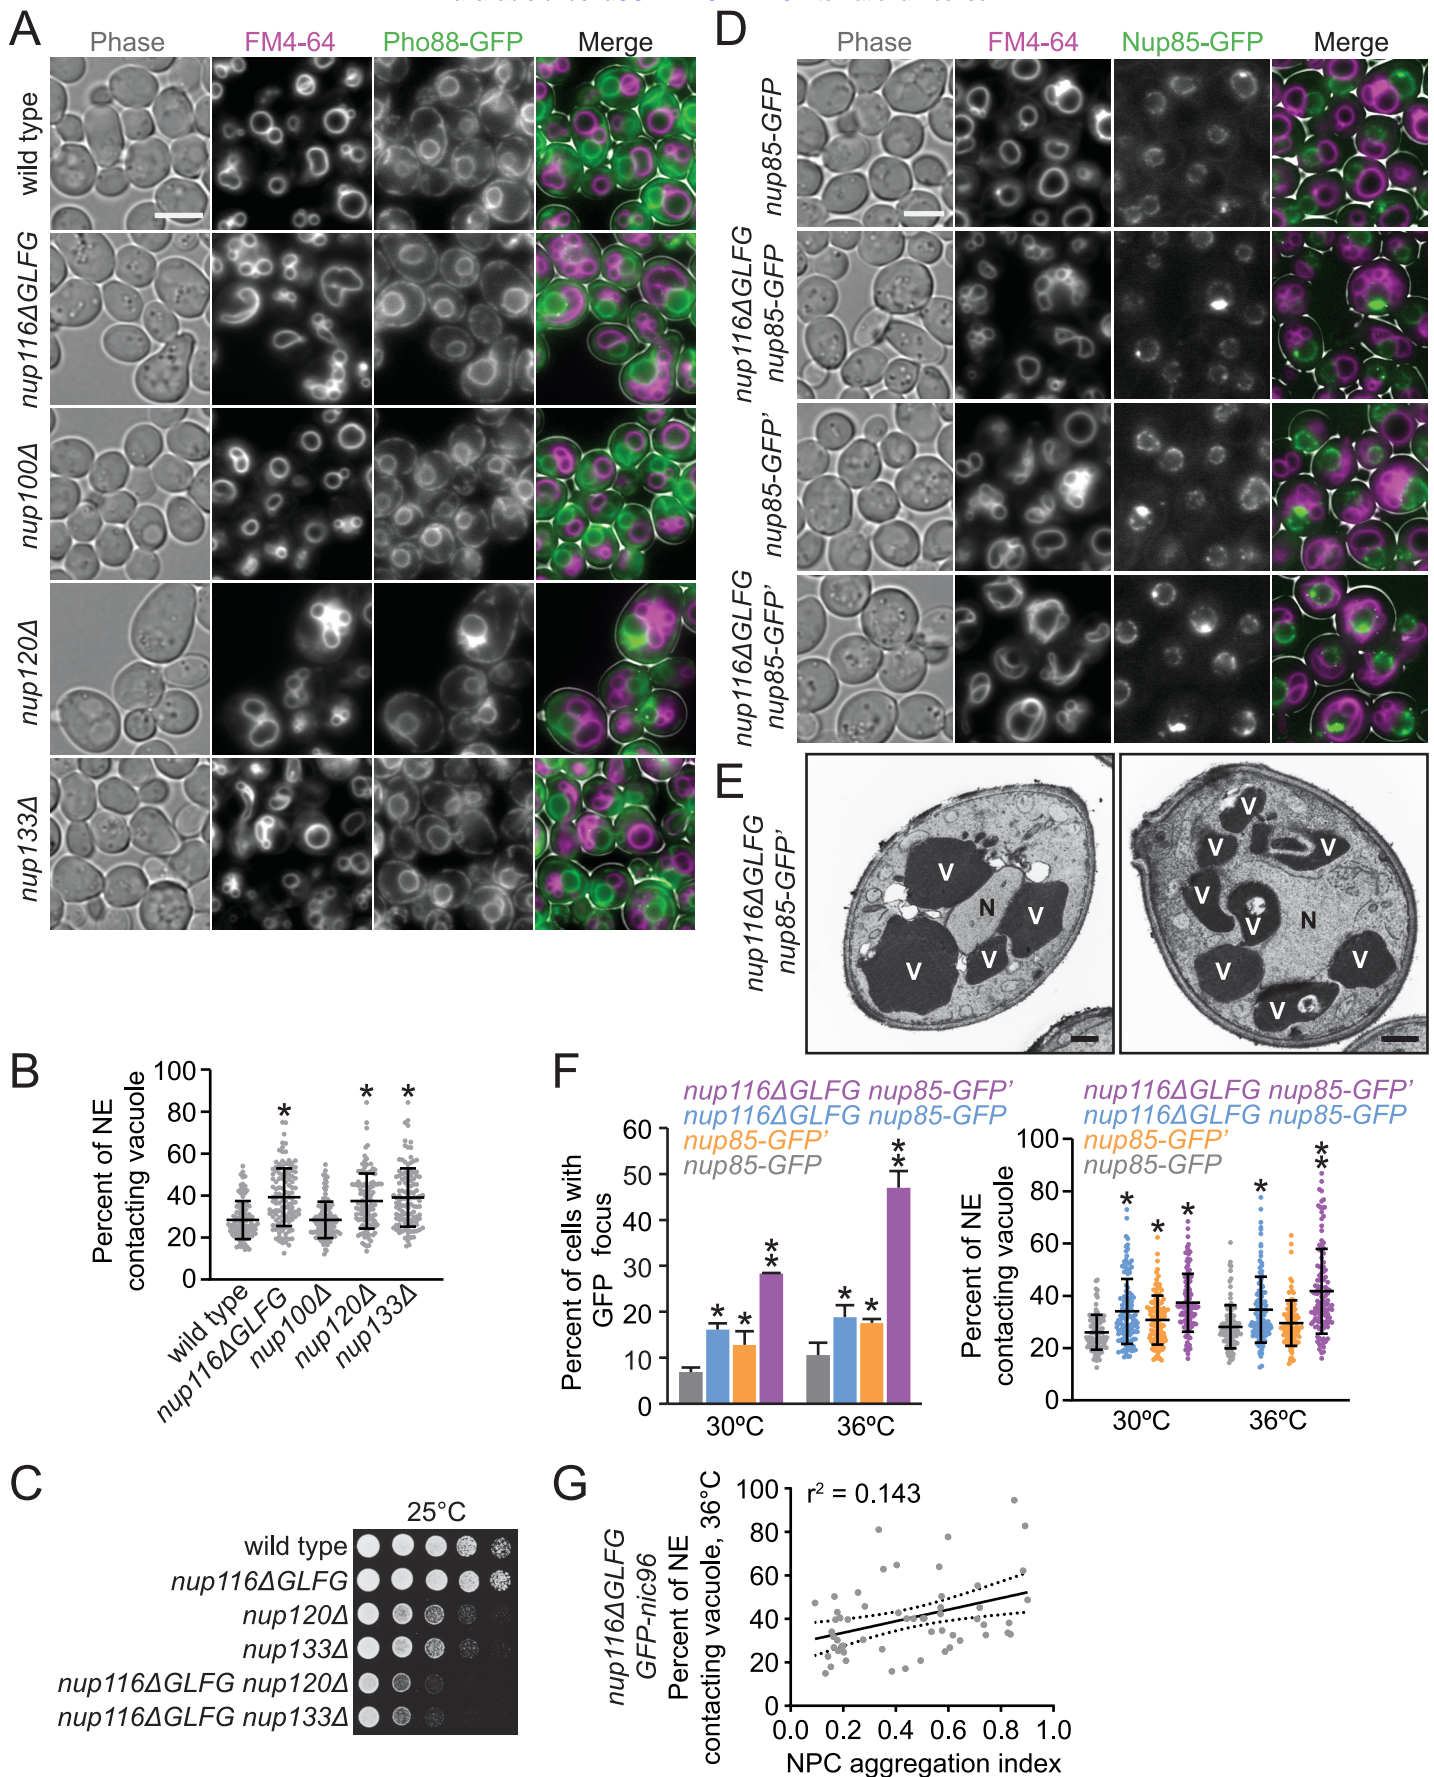 A
Phase
FM4-64
Pho88-GFP
Merge
wild type
nup116ΔGLFG
nup100Δ
nup120Δ
nup133Δ
D
Phase
FM4-64
Nup85-GFP
Merge
nup85-GFP
nup116ΔGLFG
nup85-GFP
nup85-GFP’
nup116ΔGLFG
nup85-GFP’
E
nup116ΔGLFG
nup85-GFP’
V
N
V
V
V
V
V
V
V
V
N
V
V
V
B
Percent of NE
contacting vacuole
100
80
60
40
20
0
*
*
*
wild type
nup116ΔGLFG
nup100Δ
nup120Δ
nup133Δ
F
nup116ΔGLFG nup85-GFP’
nup116ΔGLFG nup85-GFP
nup85-GFP’
nup85-GFP
Percent of cells with
GFP focus
60
50
40
30
20
10
0
*
*
**
*
*
**
30ºC
36ºC
nup116ΔGLFG nup85-GFP’
nup116ΔGLFG nup85-GFP
nup85-GFP’
nup85-GFP
Percent of NE
contacting vacuole
100
80
60
40
20
0
*
*
*
*
**
30ºC
36ºC
C
25°C
wild type
nup116ΔGLFG
nup120Δ
nup133Δ
nup116ΔGLFG nup120Δ
nup116ΔGLFG nup133Δ
G
nup116ΔGLFG
GFP-nic96
Percent of NE
contacting vacuole, 36°C
r² = 0.143
100
80
60
40
20
0
0.0 0.2 0.4 0.6 0.8 1.0
NPC aggregation index